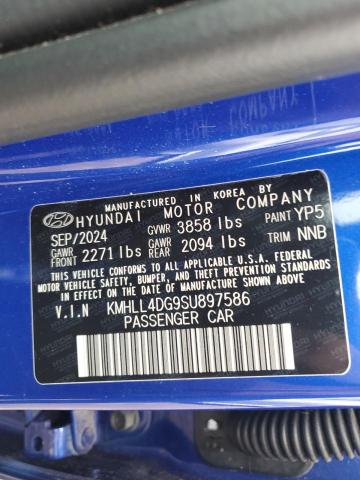 MANUFACTURED IN KOREA BY
HYUNDAI MOTOR COMPANY
SEP/2024 GVWR 3858 lbs PAINT YP5
GAWR FRONT 2271 lbs GAWR REAR 2094 lbs TRIM NNB
THIS VEHICLE CONFORMS TO ALL APPLICABLE U.S.A. FEDERAL
MOTOR VEHICLE SAFETY, BUMPER, AND THEFT PREVENTION
STANDARDS IN EFFECT ON THE DATE OF MANUFACTURE SHOWN ABOVE.
V.I.N KMHLL4DG9SU897586
PASSENGER CAR